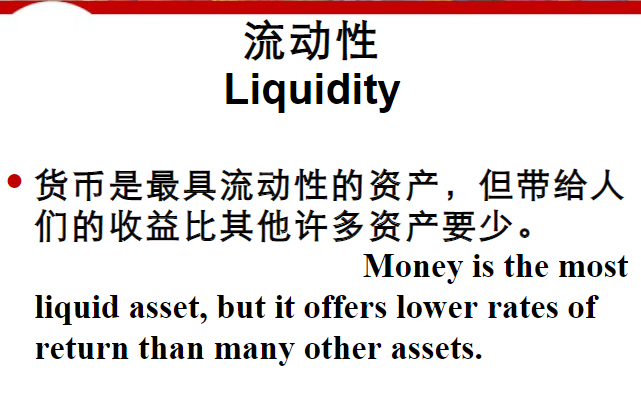 流动性
Liquidity
货币是最具流动性的资产，但带给人
们的收益比其他许多资产要少。
Money is the most
liquid asset, but it offers lower rates of
return than many other assets.